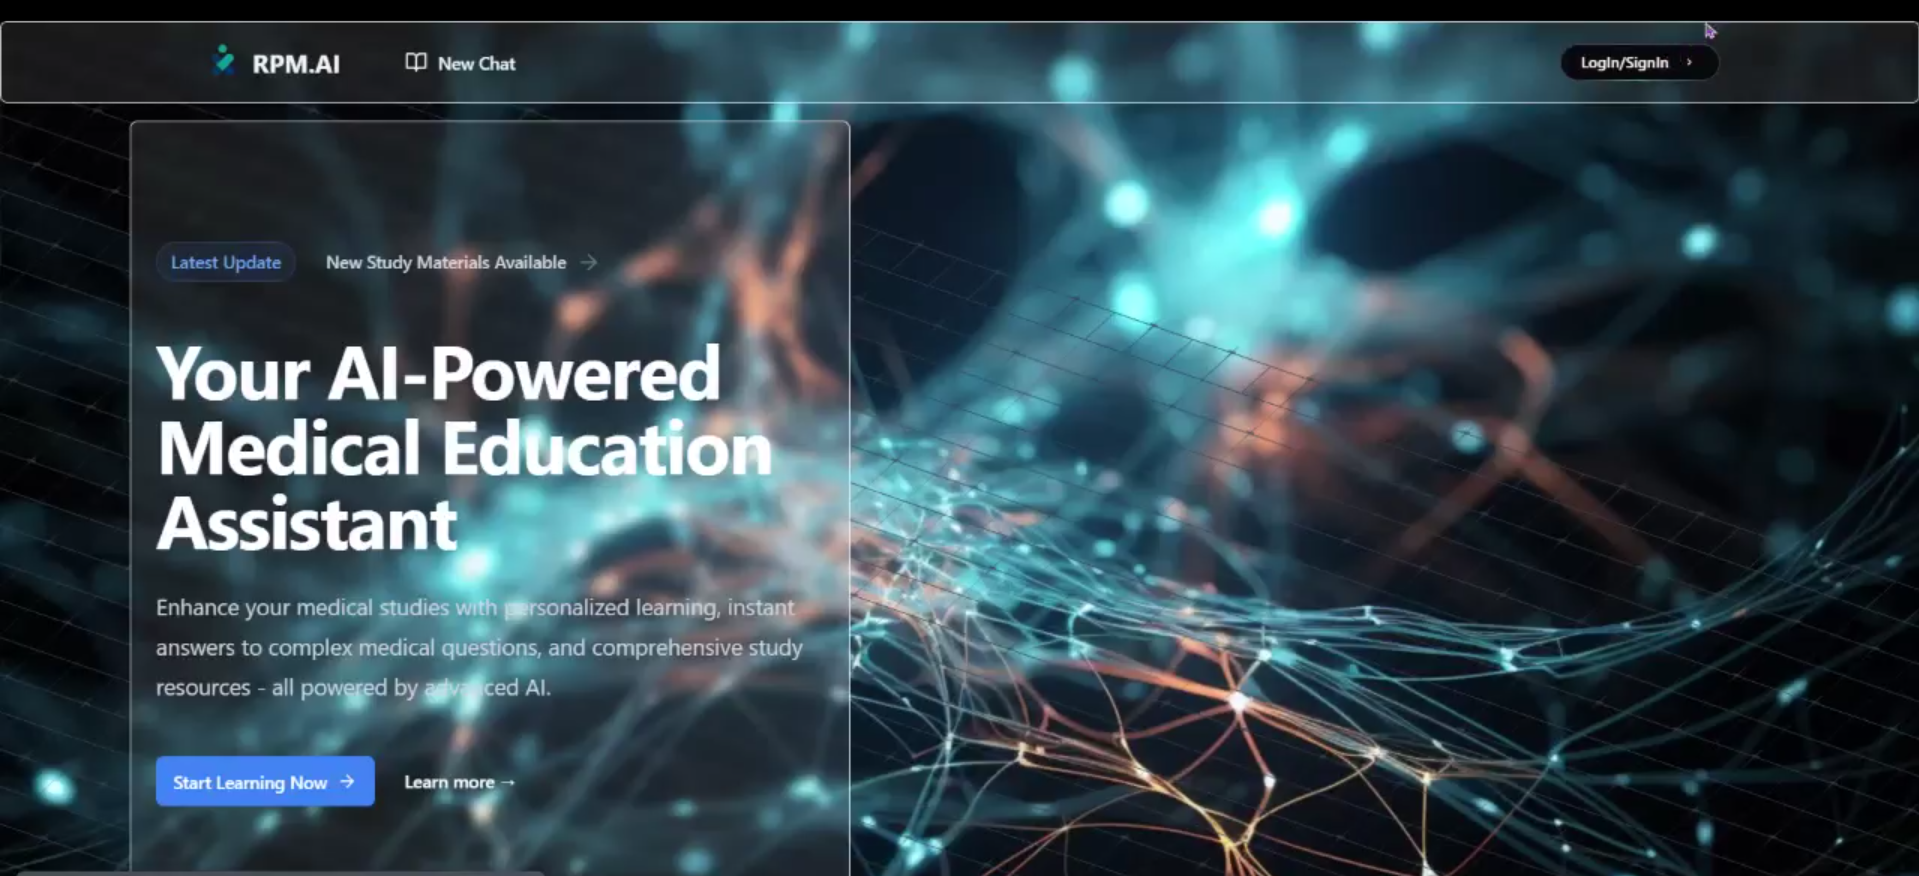 RPM.AI
New Chat
LogIn/SignIn
Latest Update
New Study Materials Available
Your AI-Powered
Medical Education
Assistant
Enhance your medical studies with personalized learning, instant
answers to complex medical questions, and comprehensive study
resources - all powered by advanced AI.
Start Learning Now →
Learn more →